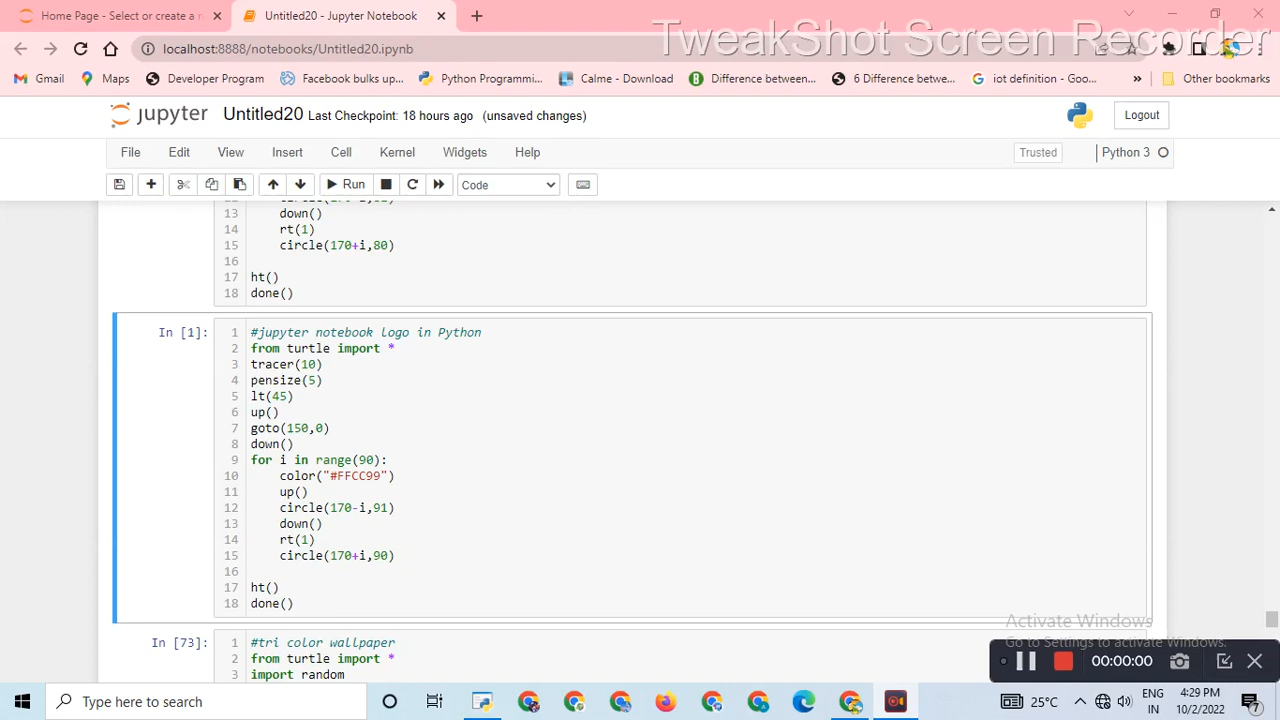 Home Page - Select or create a n
Untitled20 - Jupyter Notebook
TweakShot Screen Recorder
localhost:8888/notebooks/Untitled20.ipynb
Gmail
Maps
Developer Program
Facebook bulks up...
Python Programmi...
Calme - Download
Difference between...
6 Difference betwe...
iot definition - Goo...
»
Other bookmarks
jupyter
Untitled20 Last Checkpoint: 18 hours ago (unsaved changes)
Logout
File Edit View Insert Cell Kernel Widgets Help
Trusted
Python 3
Run
Code
13 down()
14 rt(1)
15 circle(170+i,80)
16
17 ht()
18 done()
In [1]:
1 #jupyter notebook logo in Python
2 from turtle import *
3 tracer(10)
4 pensize(5)
5 lt(45)
6 up()
7 goto(150,0)
8 down()
9 for i in range(90):
10 color("#FFCC99")
11 up()
12 circle(170-i,91)
13 down()
14 rt(1)
15 circle(170+i,90)
16
17 ht()
18 done()
In [73]:
1 #tri color wallpaper
2 from turtle import *
3 import random
Activate Windows
Go to Settings to activate Windows.
00:00:00
Type here to search
25°C
ENG
IN
4:29 PM
10/2/2022
7